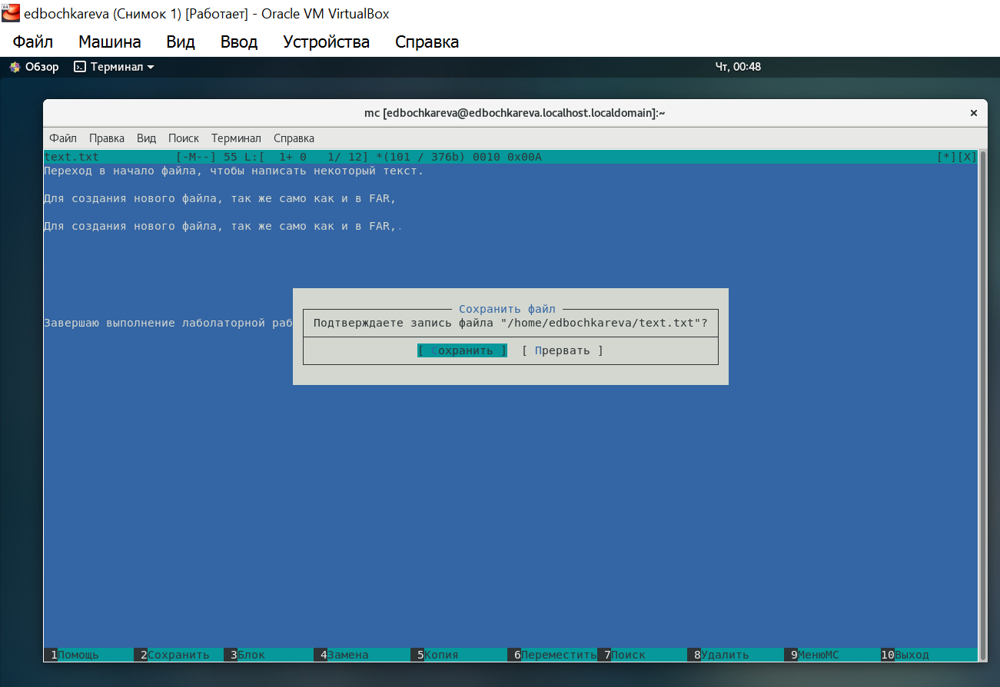 edbochkareva (Снимок 1) [Работает] - Oracle VM VirtualBox
Файл Машина Вид Ввод Устройства Справка
Обзор Терминал Чт, 00:48
mc [edbochkareva@edbochkareva.localhost.localdomain]:~
Файл Правка Вид Поиск Терминал Справка
text.txt [-M--] 55 L:[ 1+ 0 1/ 12] *(101 / 376b) 0010 0x00A [*][X]
Переход в начало файла, чтобы написать некоторый текст.
Для создания нового файла, так же само как и в FAR,
Для создания нового файла, так же само как и в FAR,.
Сохранить файл
Завершаю выполнение лаболаторной раб
Подтверждаете запись файла "/home/edbochkareva/text.txt"?
[ Сохранить ] [ Прервать ]
1Помощь 2Сохранить 3Блок 4Замена 5Копия 6Переместить 7Поиск 8Удалить 9МенюMC 10Выход